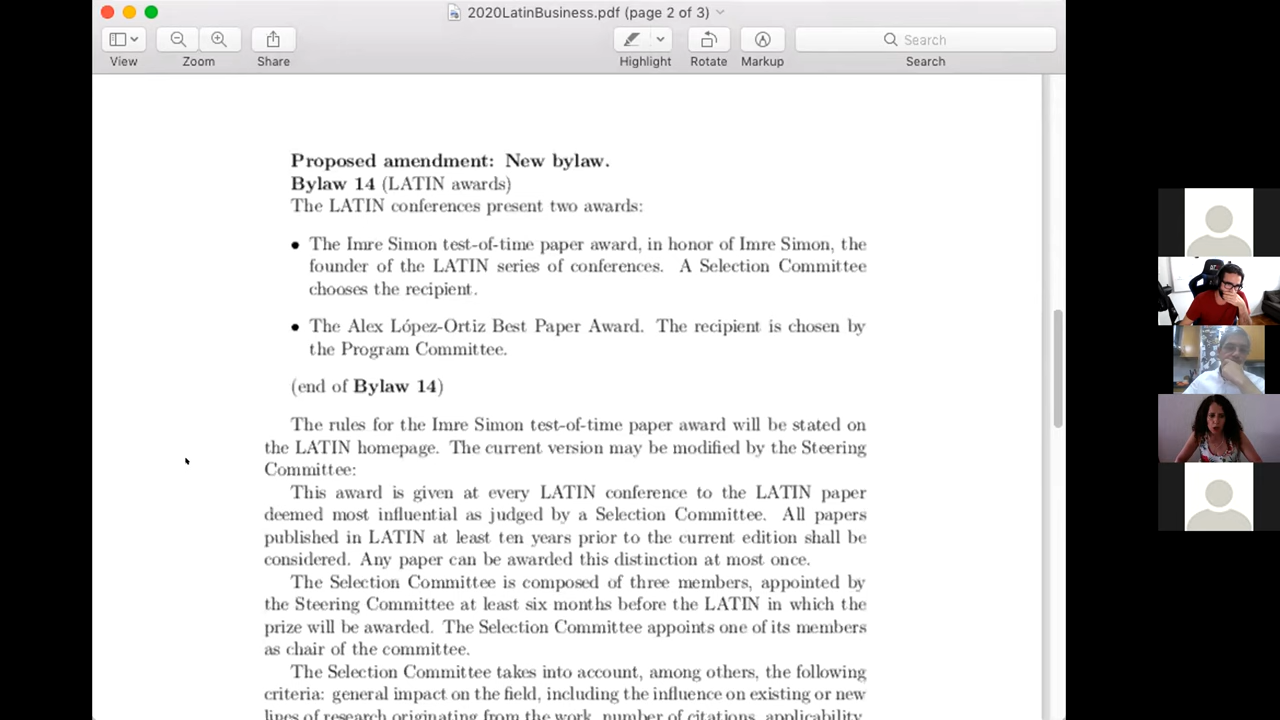 2020LatinBusiness.pdf (page 2 of 3)
Search
View
Zoom
Share
Highlight
Rotate
Markup
Search
Proposed amendment: New bylaw.
Bylaw 14 (LATIN awards)
The LATIN conferences present two awards:
• The Imre Simon test-of-time paper award, in honor of Imre Simon, the
founder of the LATIN series of conferences. A Selection Committee
chooses the recipient.
• The Alex López-Ortiz Best Paper Award. The recipient is chosen by
the Program Committee.
(end of Bylaw 14)
The rules for the Imre Simon test-of-time paper award will be stated on
the LATIN homepage. The current version may be modified by the Steering
Committee:
This award is given at every LATIN conference to the LATIN paper
deemed most influential as judged by a Selection Committee. All papers
published in LATIN at least ten years prior to the current edition shall be
considered. Any paper can be awarded this distinction at most once.
The Selection Committee is composed of three members, appointed by
the Steering Committee at least six months before the LATIN in which the
prize will be awarded. The Selection Committee appoints one of its members
as chair of the committee.
The Selection Committee takes into account, among others, the following
criteria: general impact on the field, including the influence on existing or new
lines of research originating from the work, number of citations, applicability,